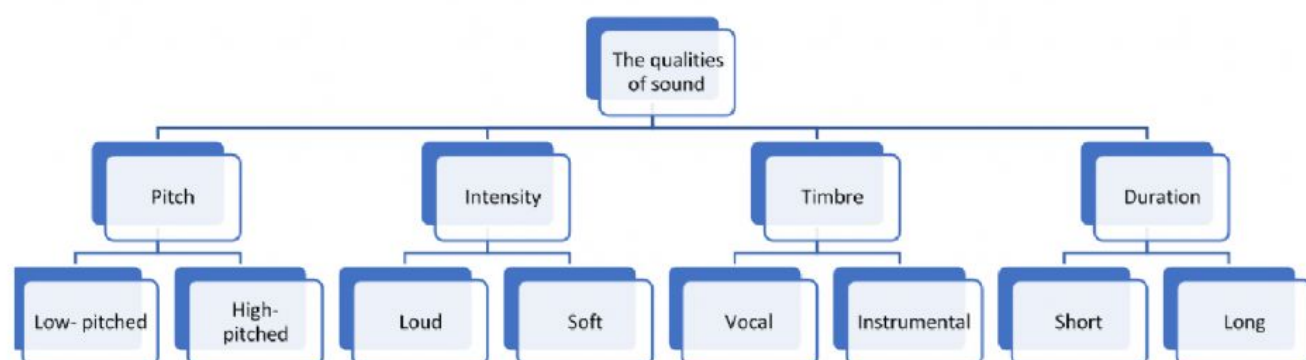 The qualities
of sound
Pitch
Intensity
Timbre
Duration
Low- pitched
High-
pitched
Loud
Soft
Vocal
Instrumental
Short
Long